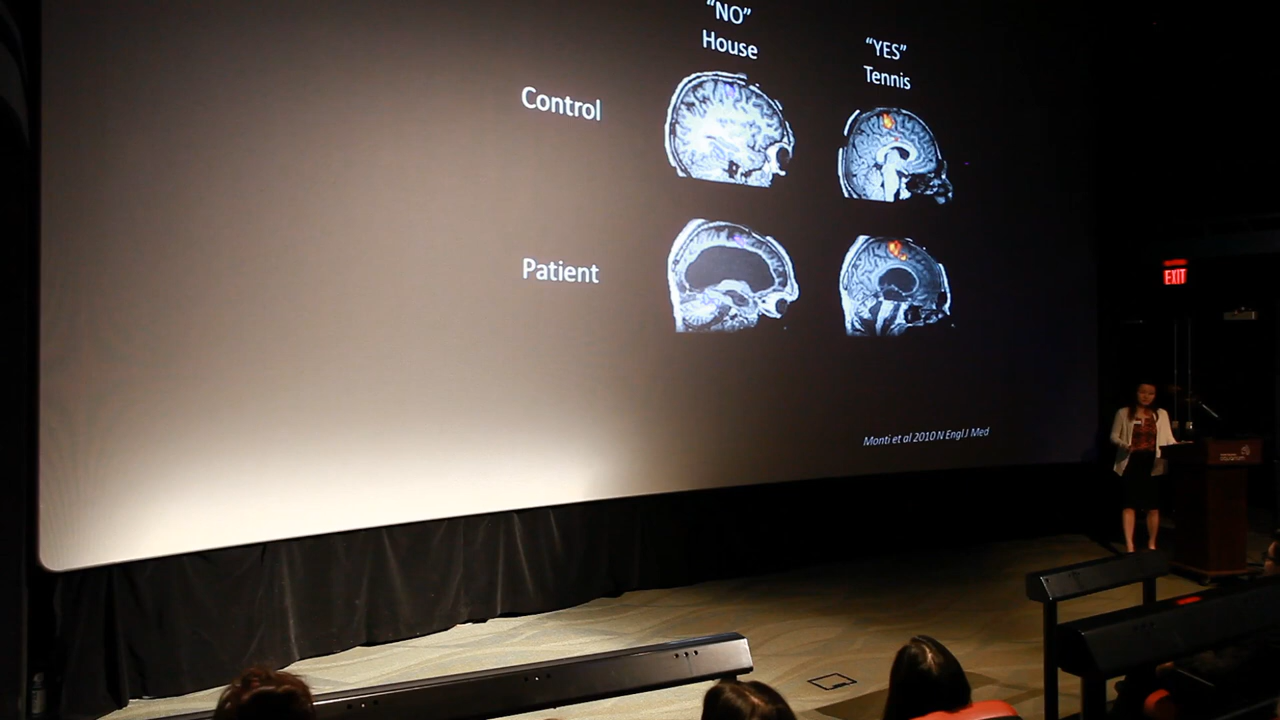 “NO”
House
“YES”
Tennis
Control
Patient
Monti et al 2010 N Engl J Med
EXIT